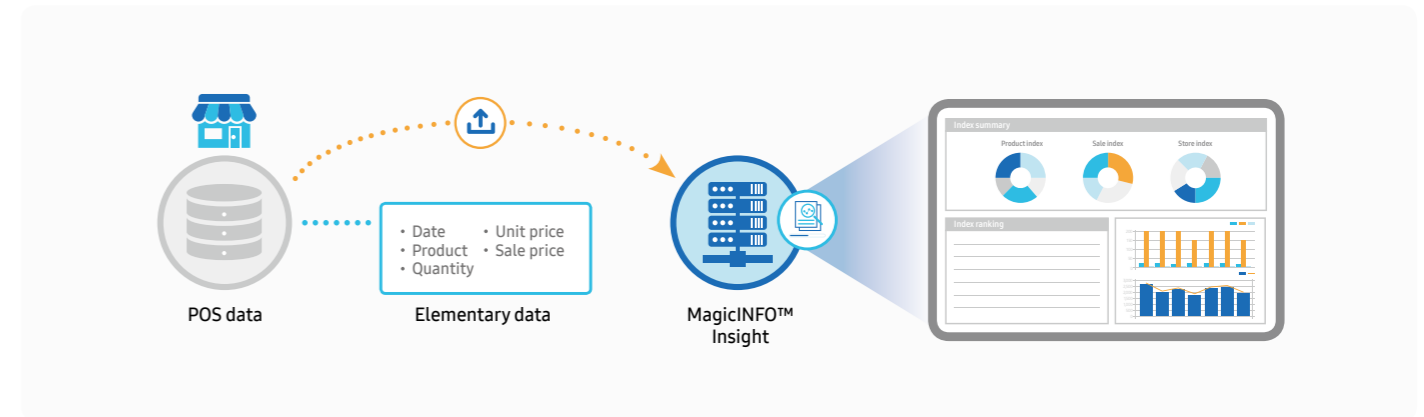 Index summary
Product index
Sale index
Store index
• Date
• Product
• Quantity
• Unit price
• Sale price
Index ranking
POS data
Elementary data
MagicINFO™
Insight